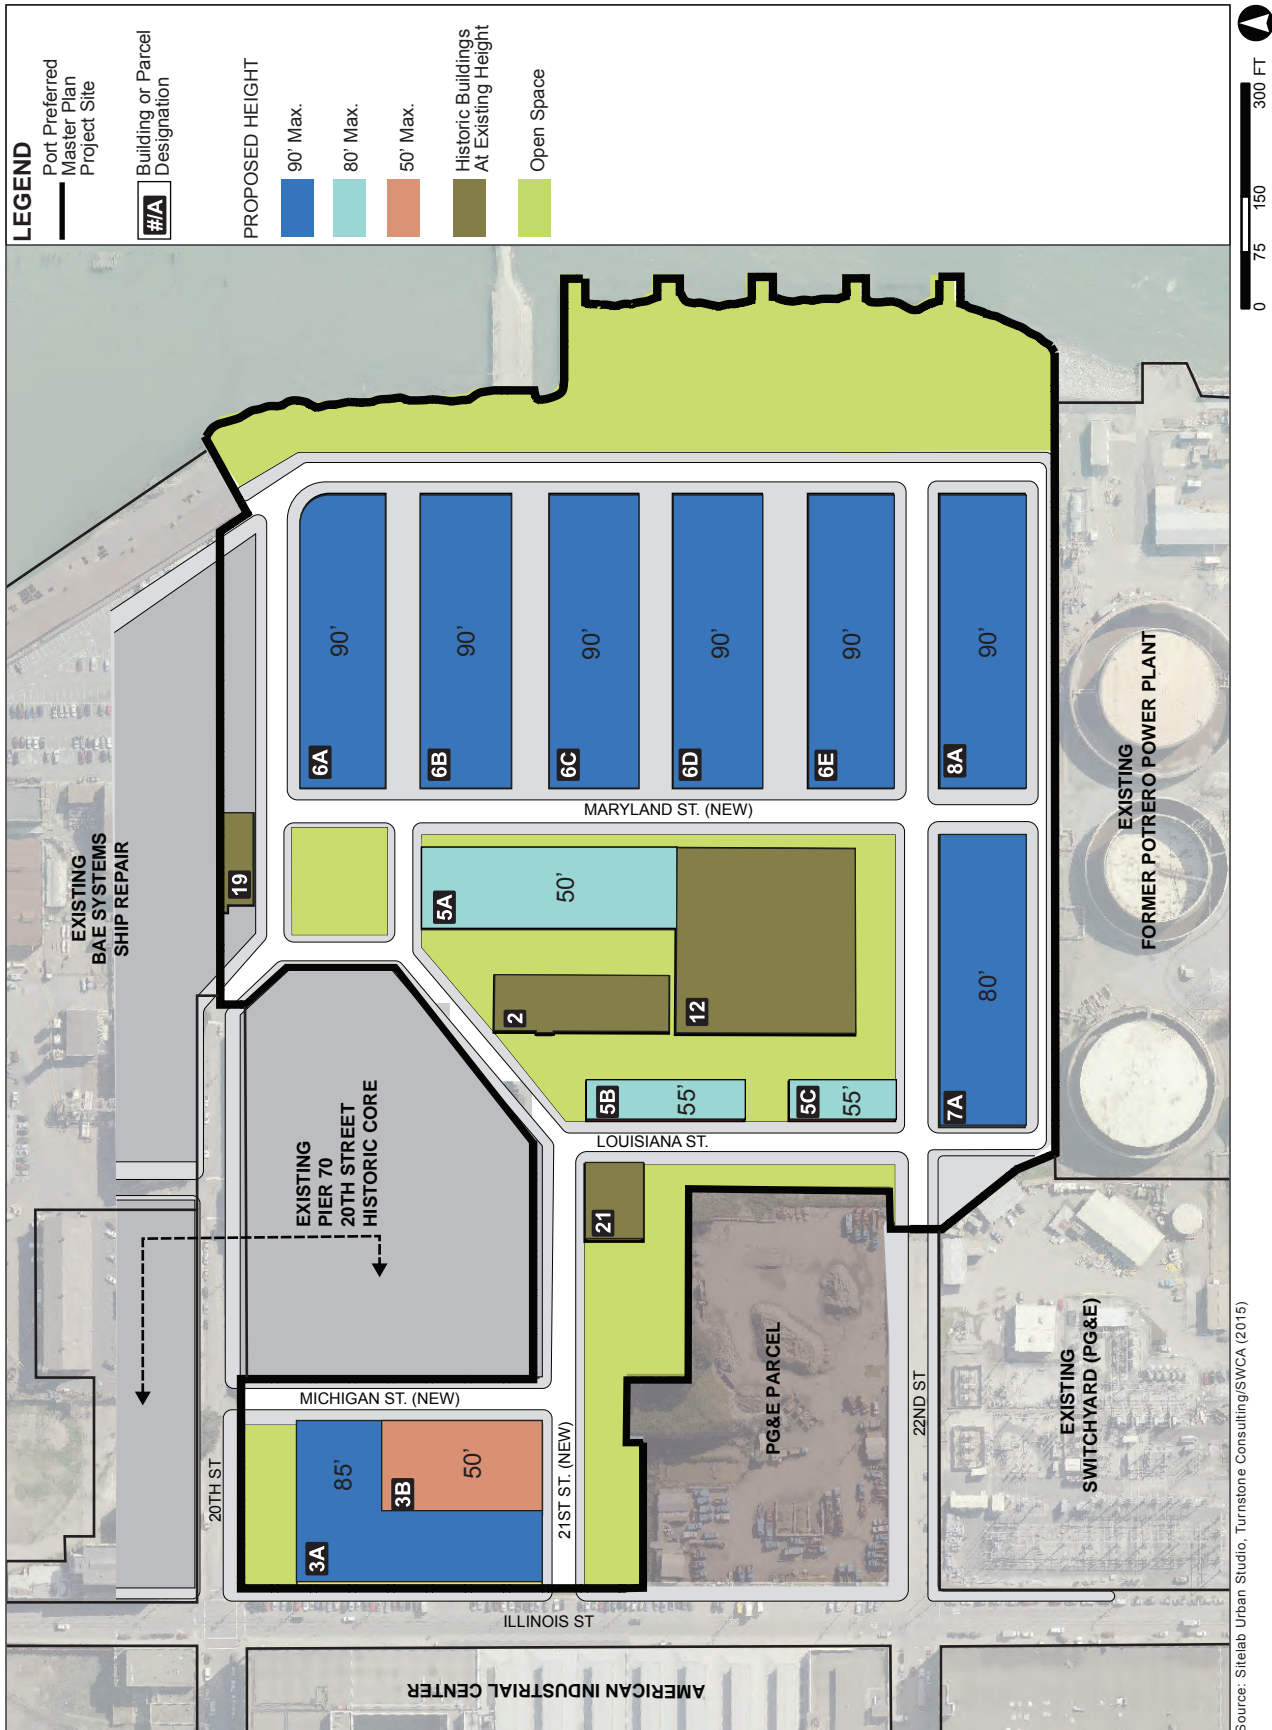 LEGEND
Port Preferred
Master Plan
Project Site
#/A
Building or Parcel
Designation
PROPOSED HEIGHT
90' Max.
80' Max.
50' Max.
Historic Buildings
At Existing Height
Open Space
0
75
150
300 FT
EXISTING
BAE SYSTEMS
SHIP REPAIR
19
EXISTING
PIER 70
20TH STREET
HISTORIC CORE
20TH ST
MICHIGAN ST. (NEW)
3A
85'
3B
50'
21ST ST. (NEW)
ILLINOIS ST
AMERICAN INDUSTRIAL CENTER
6A
90'
6B
90'
6C
90'
6D
90'
6E
90'
8A
90'
MARYLAND ST. (NEW)
5A
50'
2
12
5B
55'
5C
55'
LOUISIANA ST.
7A
80'
21
PG&E PARCEL
22ND ST
EXISTING
SWITCHYARD (PG&E)
EXISTING
FORMER POTRERO POWER PLANT
Source: Sitelab Urban Studio, Turnstone Consulting/SWCA (2015)